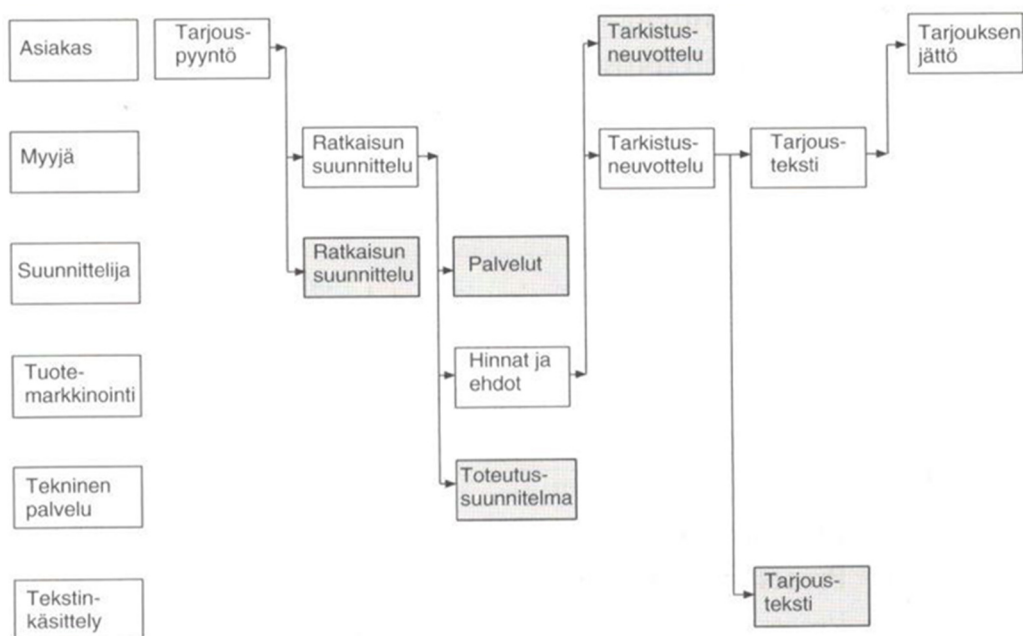 Asiakas
Tarjous-
pyyntö
Tarkistus-
neuvottelu
Tarjouksen
jättö
Myyjä
Ratkaisun
suunnittelu
Tarkistus-
neuvottelu
Tarjous-
teksti
Suunnittelija
Ratkaisun
suunnittelu
Palvelut
Tuote-
markkinointi
Hinnat ja
ehdot
Tekninen
palvelu
Toteutus-
suunnitelma
Tekstin-
käsittely
Tarjous-
teksti